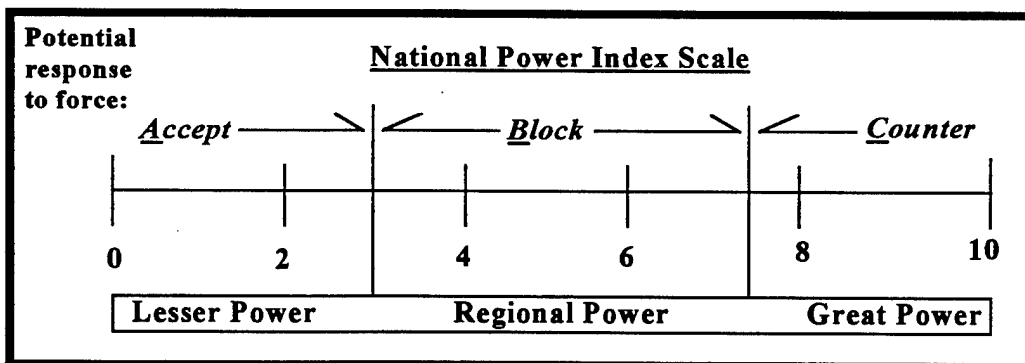 Potential
response
to force:
National Power Index Scale
Accept
Block
Counter
0 2 4 6 8 10
Lesser Power Regional Power Great Power